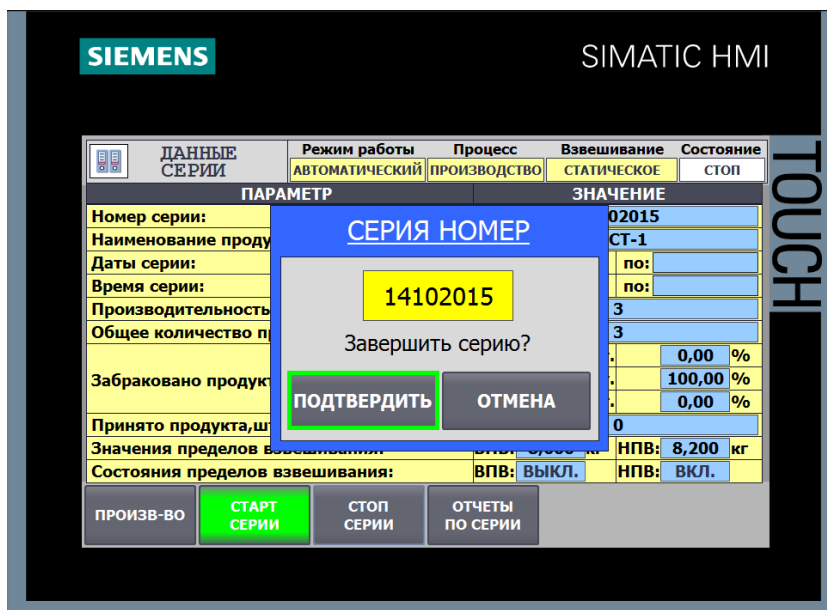 SIEMENS
SIMATIC HMI
TOUCH
ДАННЫЕ СЕРИИ
Режим работы Процесс Взвешивание Состояние
АВТОМАТИЧЕСКИЙ ПРОИЗВОДСТВО СТАТИЧЕСКОЕ СТОП
ПАРАМЕТР ЗНАЧЕНИЕ
Номер серии: 02015
Наименование проду СТ-1
Даты серии: по:
Время серии: по:
Производительность 3
Общее количество п 3
0,00 %
Забраковано продукт 100,00 %
0,00 %
Принято продукта,ш 0
Значения пределов НПВ: 8,200 кг
Состояния пределов взвешивания: ВПВ: ВЫКЛ. НПВ: ВКЛ.
СЕРИЯ НОМЕР
14102015
Завершить серию?
ПОДТВЕРДИТЬ ОТМЕНА
ПРОИЗВ-ВО
СТАРТ СЕРИИ
СТОП СЕРИИ
ОТЧЕТЫ ПО СЕРИИ